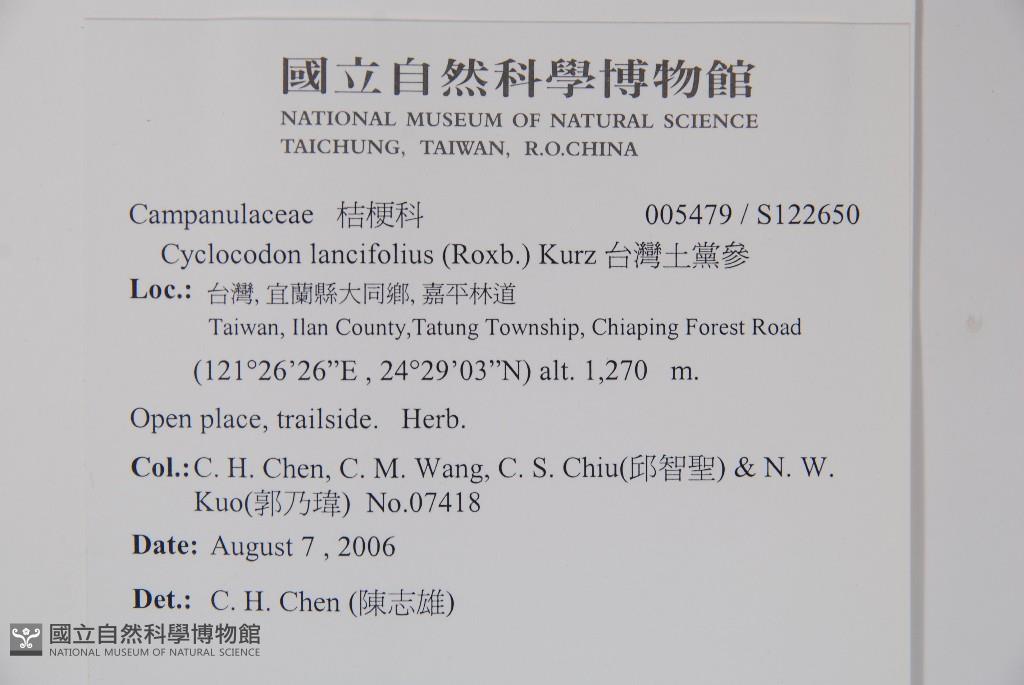 國立自然科學博物館
NATIONAL MUSEUM OF NATURAL SCIENCE
TAICHUNG, TAIWAN, R.O.CHINA
Campanulaceae 桔梗科 005479 / S122650
Cyclocodon lancifolius (Roxb.) Kurz 台灣土黨參
Loc.: 台灣, 宜蘭縣大同鄉, 嘉平林道
Taiwan, Ilan County,Tatung Township, Chiaping Forest Road
(121°26’26”E , 24°29’03”N) alt. 1,270 m.
Open place, trailside. Herb.
Col.: C. H. Chen, C. M. Wang, C. S. Chiu(邱智聖) & N. W.
Kuo(郭乃瑋) No.07418
Date: August 7 , 2006
Det.: C. H. Chen (陳志雄)
國立自然科學博物館
NATIONAL MUSEUM OF NATURAL SCIENCE